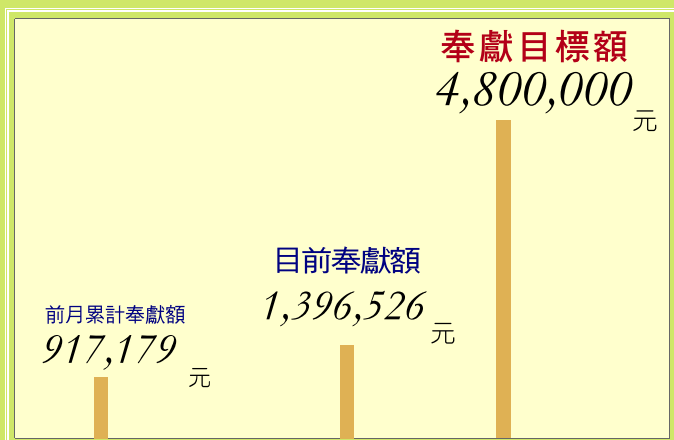 奉獻目標額
4,800,000
元
目前奉獻額
1,396,526
元
前月累計奉獻額
917,179
元